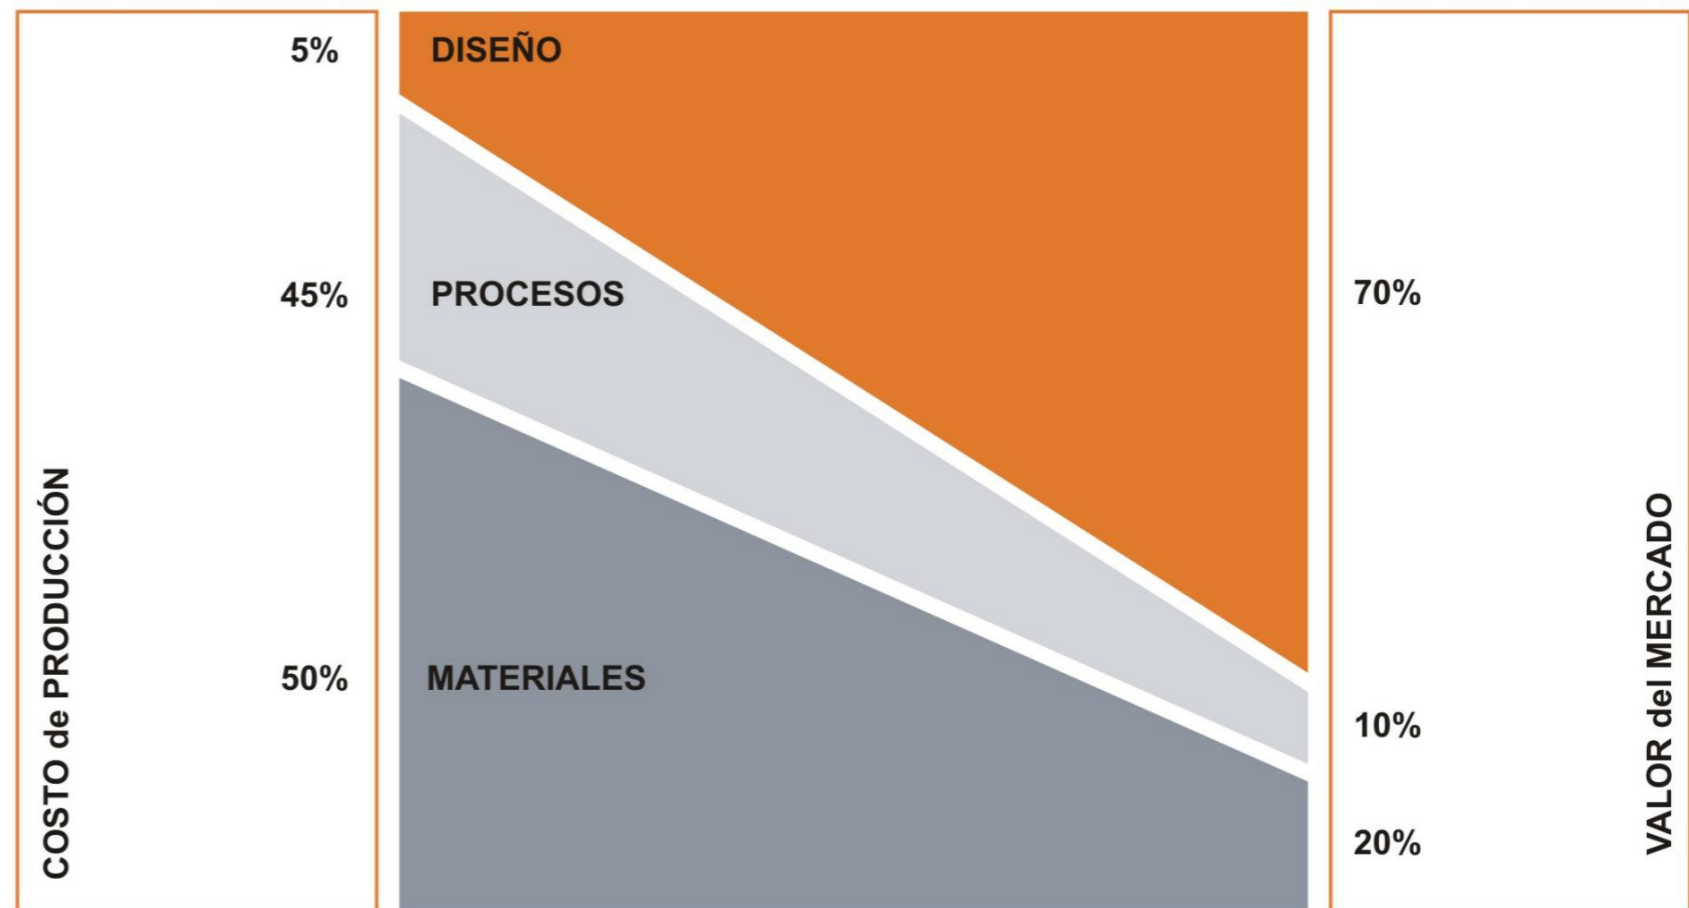 5%
DISEÑO
45%
PROCESOS
70%
50%
MATERIALES
10%
20%
COSTO de PRODUCCIÓN
VALOR del MERCADO